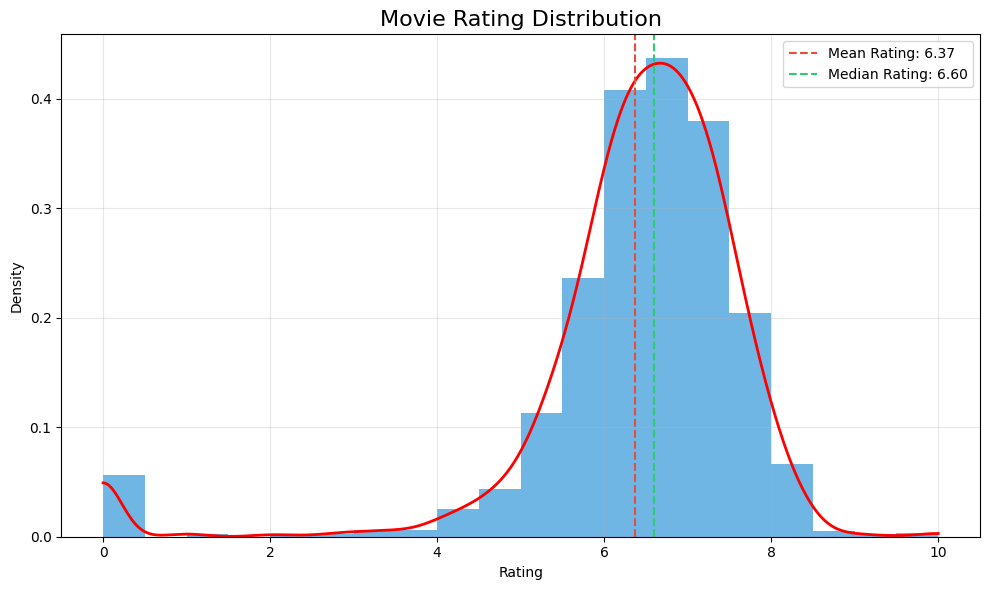 Movie Rating Distribution
Mean Rating: 6.37
Median Rating: 6.60
Density
0.4
0.3
0.2
0.1
0.0
0 2 4 6 8 10
Rating